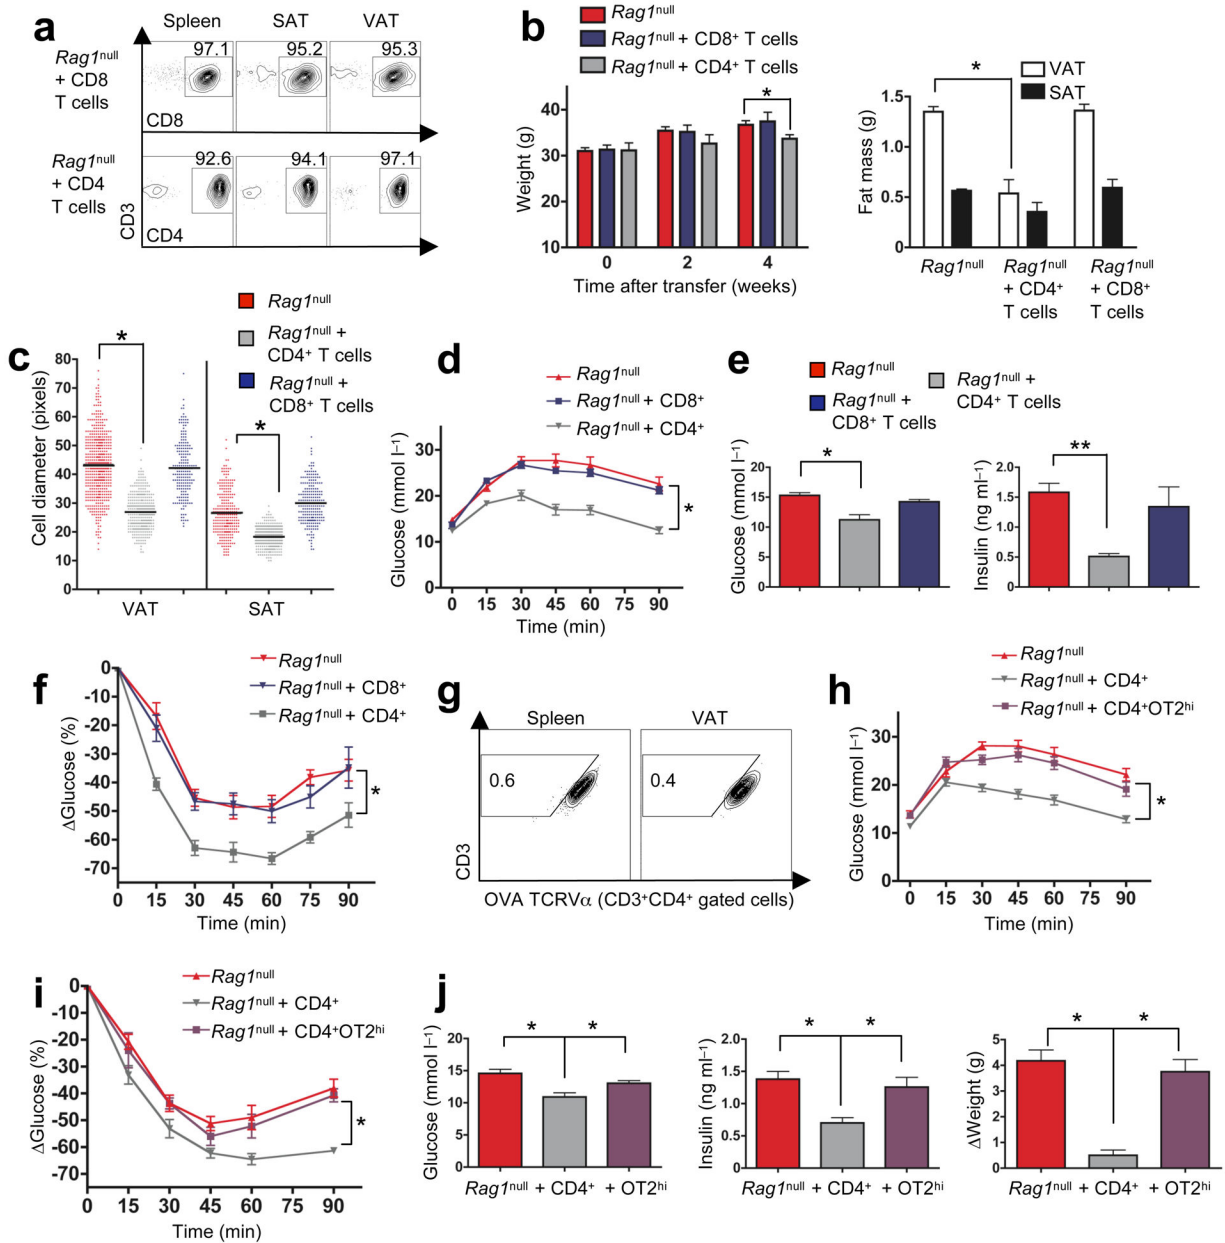 a
Spleen SAT VAT
Rag1null
+ CD8
T cells
97.1 95.2 95.3
CD8
Rag1null
+ CD4
T cells
92.6 94.1 97.1
CD3
CD4
b
Rag1null
Rag1null + CD8+ T cells
Rag1null + CD4+ T cells
Weight (g)
40
30
20
10
*
0 2 4
Time after transfer (weeks)
VAT
SAT
*
Fat mass (g)
1.5
1.0
0.5
0
Rag1null
Rag1null
+ CD4+
T cells
Rag1null
+ CD8+
T cells
c
Rag1null
Rag1null +
CD4+ T cells
Rag1null +
CD8+ T cells
Cell diameter (pixels)
80
70
60
50
40
30
20
10
0
*
*
VAT SAT
d
Rag1null
Rag1null + CD8+
Rag1null + CD4+
Glucose (mmol l–1)
30
20
10
0
*
0 15 30 45 60 75 90
Time (min)
e
Rag1null
Rag1null +
CD8+ T cells
Rag1null +
CD4+ T cells
Glucose (mmol l–1)
20
15
10
5
0
*
Insulin (ng ml–1)
2.0
1.5
1.0
0.5
0
**
f
Rag1null
Rag1null + CD8+
Rag1null + CD4+
ΔGlucose (%)
0
-10
-20
-30
-40
-50
-60
-70
*
0 15 30 45 60 75 90
Time (min)
g
Spleen VAT
0.6 0.4
CD3
OVA TCRVα (CD3+CD4+ gated cells)
h
Rag1null
Rag1null + CD4+
Rag1null + CD4+OT2hi
Glucose (mmol l–1)
30
20
10
0
*
0 15 30 45 60 75 90
Time (min)
i
Rag1null
Rag1null + CD4+
Rag1null + CD4+OT2hi
ΔGlucose (%)
0
-10
-20
-30
-40
-50
-60
-70
*
0 15 30 45 60 75 90
Time (min)
j
Glucose (mmol l–1)
20
15
10
5
0
* *
Rag1null + CD4+ + OT2hi
Insulin (ng ml–1)
2.0
1.5
1.0
0.5
0
* *
Rag1null + CD4+ + OT2hi
ΔWeight (g)
5
4
3
2
1
0
* *
Rag1null + CD4+ + OT2hi